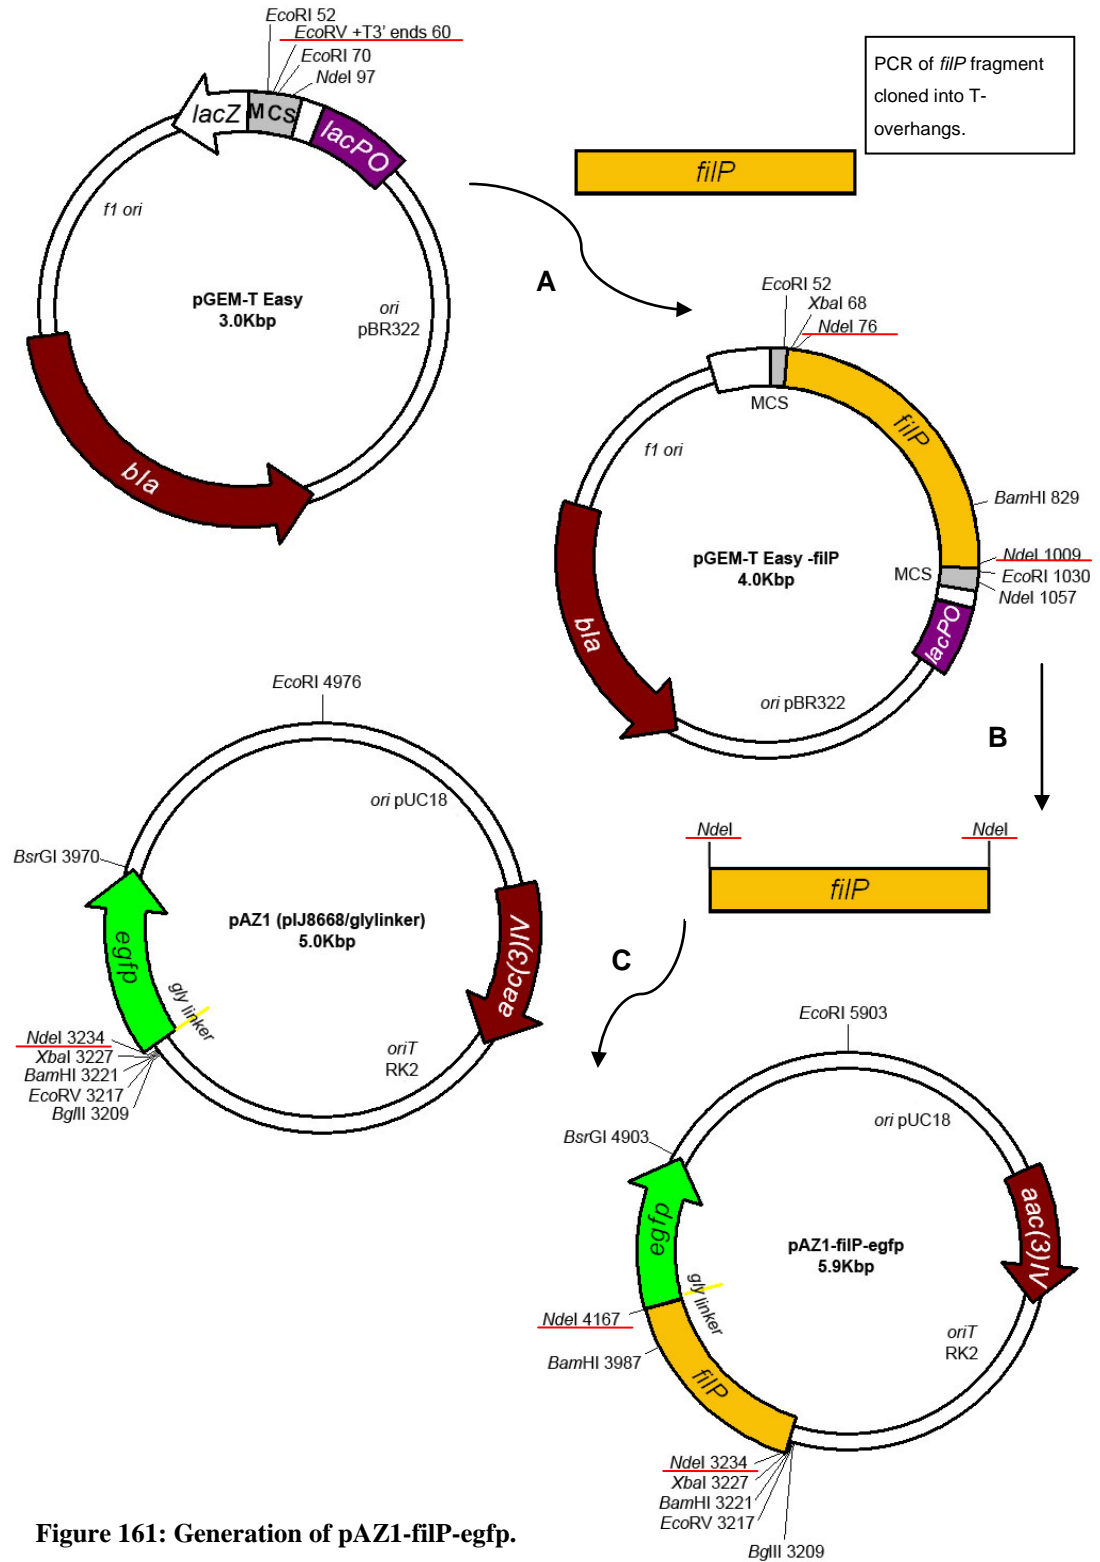 EcoRI 52
EcoRV +T3' ends 60
EcoRI 70
NdeI 97
lacZ
MCS
lacPO
f1 ori
pGEM-T Easy
3.0Kbp
ori
pBR322
bla
PCR of filP fragment
cloned into T-
overhangs.
filP
A
EcoRI 52
XbaI 68
NdeI 76
MCS
filP
f1 ori
BamHI 829
pGEM-T Easy -filP
4.0Kbp
NdeI 1009
MCS
EcoRI 1030
NdeI 1057
lacPO
bla
ori pBR322
B
NdeI
NdeI
filP
C
EcoRI 4976
ori pUC18
BsrGI 3970
pAZ1 (pIJ8668/glylinker)
5.0Kbp
aac(3)IV
egfp
gly linker
NdeI 3234
XbaI 3227
BamHI 3221
EcoRV 3217
BglII 3209
oriT
RK2
EcoRI 5903
ori pUC18
BsrGI 4903
aac(3)IV
egfp
pAZ1-filP-egfp
5.9Kbp
gly linker
NdeI 4167
BamHI 3987
oriT
RK2
filP
NdeI 3234
XbaI 3227
BamHI 3221
EcoRV 3217
BglII 3209
Figure 161: Generation of pAZ1-filP-egfp.